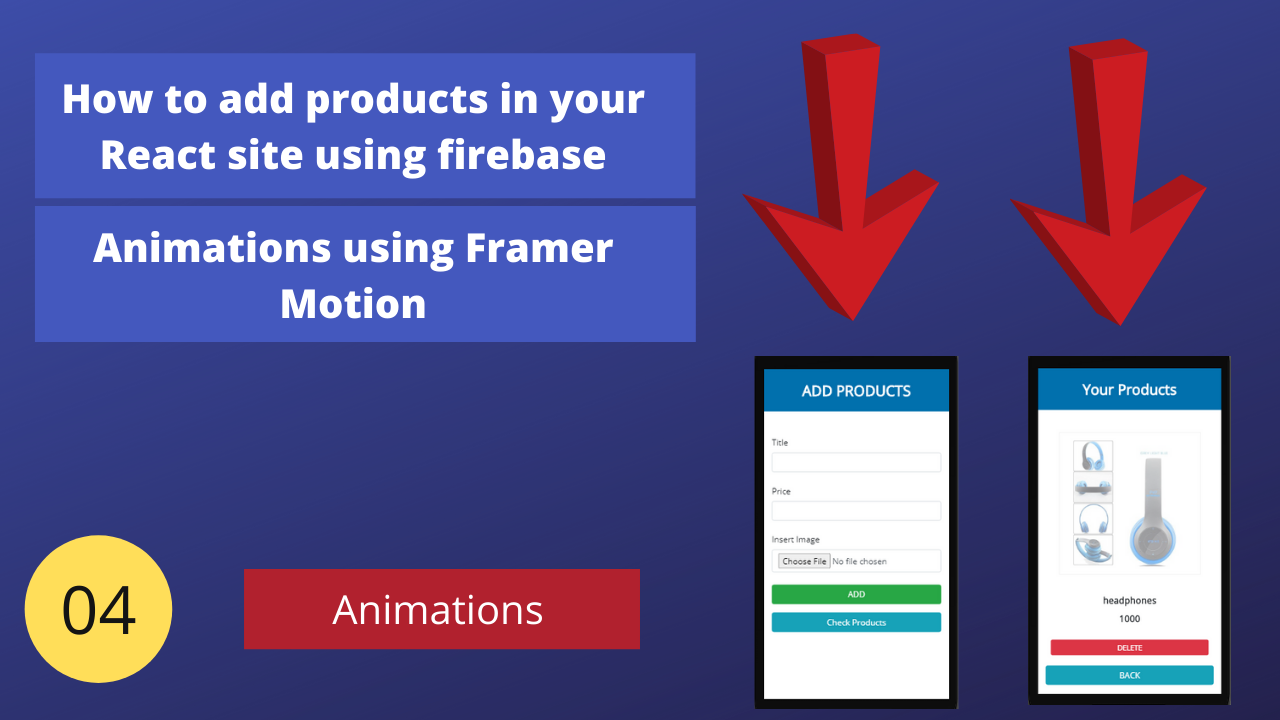 How to add products in your
React site using firebase
Animations using Framer
Motion
04
Animations
ADD PRODUCTS
Title
Price
Insert Image
Choose File No file chosen
ADD
Check Products
Your Products
headphones
1000
DELETE
BACK